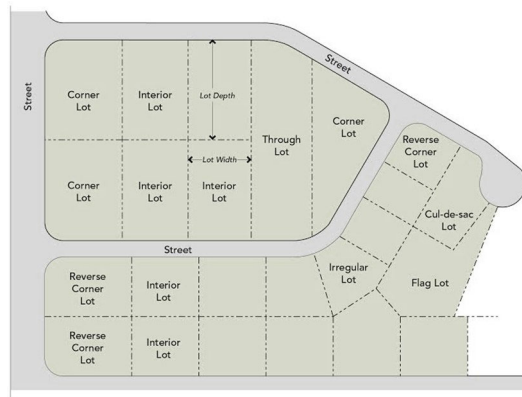 Street
Street
Corner
Lot
Interior
Lot
Lot Depth
Corner
Lot
Through
Lot
Reverse
Corner
Lot
Lot Width
Corner
Lot
Interior
Lot
Interior
Lot
Cul-de-sac
Lot
Street
Reverse
Corner
Lot
Interior
Lot
Irregular
Lot
Flag Lot
Reverse
Corner
Lot
Interior
Lot